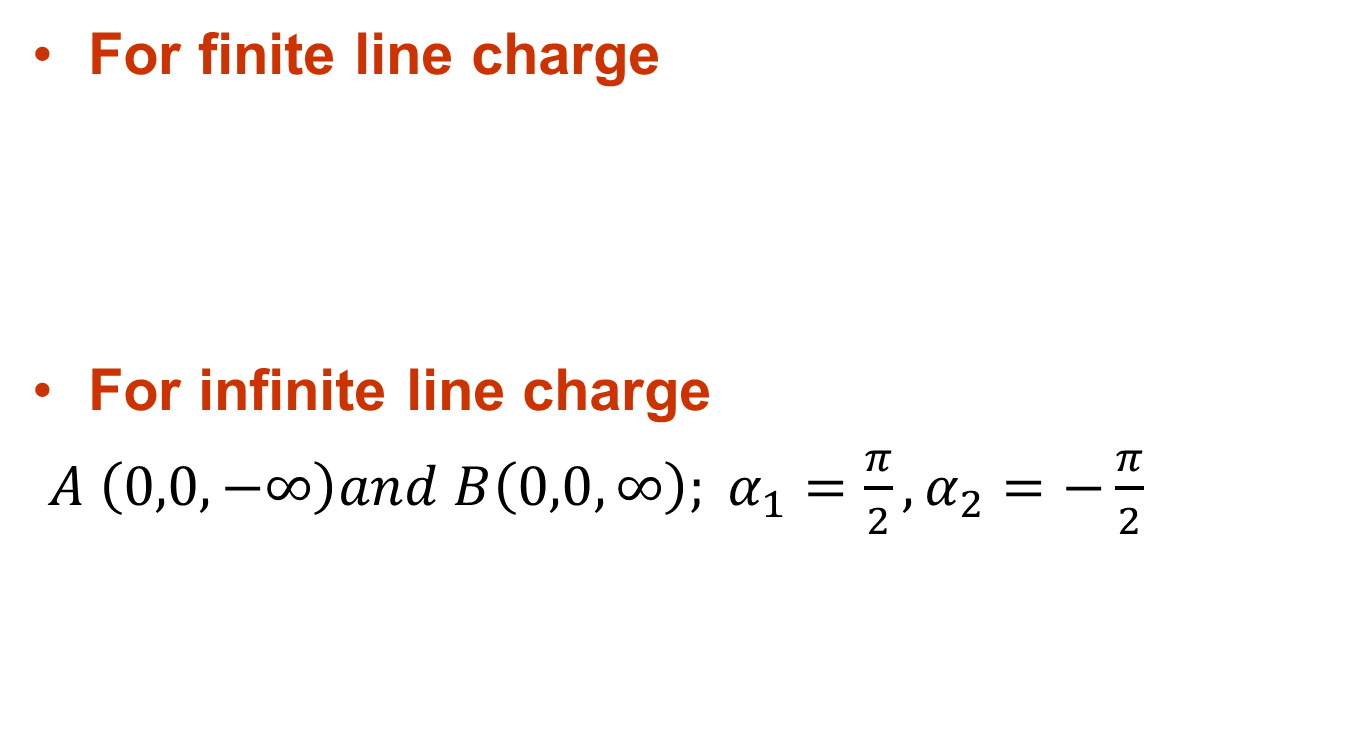 • For finite line charge
• For infinite line charge
A (0,0, −∞)and B(0,0, ∞); α₁ = π/2, α₂ = −π/2